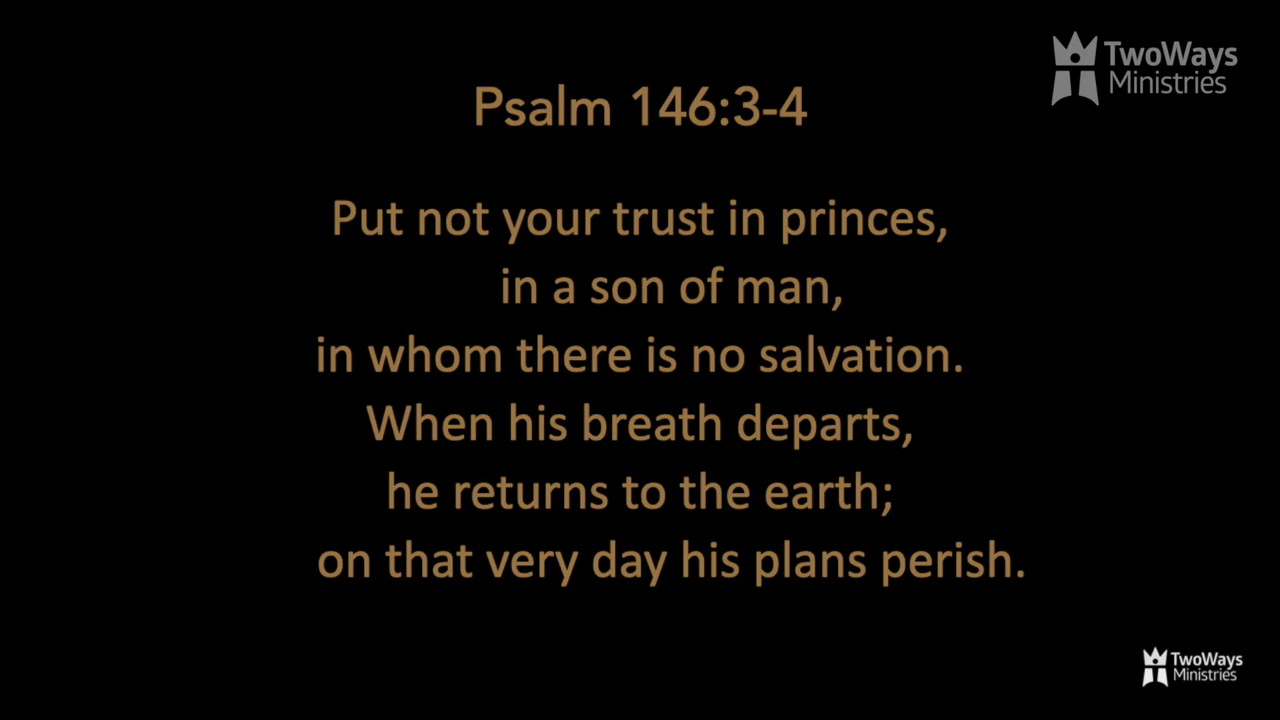 TwoWays
Ministries
Psalm 146:3-4
Put not your trust in princes,
in a son of man,
in whom there is no salvation.
When his breath departs,
he returns to the earth;
on that very day his plans perish.
TwoWays
Ministries